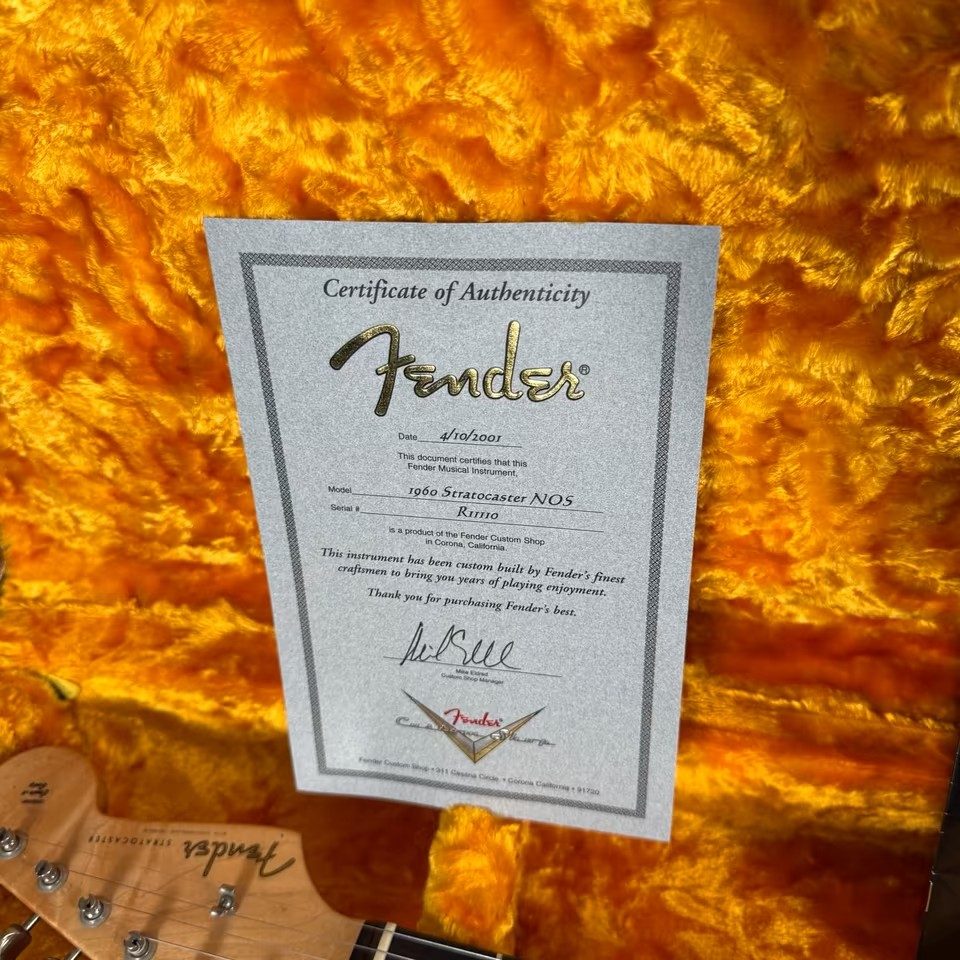 Certificate of Authenticity
Fender®
Date 4/10/2001
This document certifies that this
Fender Musical Instrument,
Model 1960 Stratocaster NOS
Serial # R11110
is a product of the Fender Custom Shop
in Corona, California.
This instrument has been custom built by Fender's finest
craftsmen to bring you years of playing enjoyment.
Thank you for purchasing Fender's best.
Mike Eldred
Custom Shop Manager
Fender
Custom Shop
Fender Custom Shop • 311 Cessna Circle • Corona California • 91720
Fender
STRATOCASTER